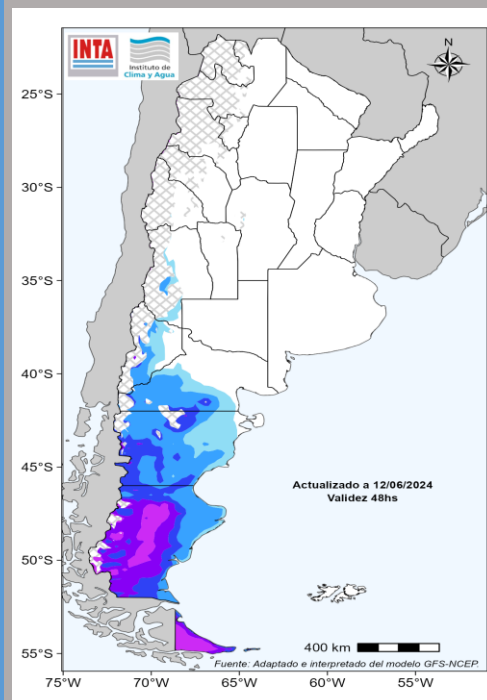 INTA
Instituto de
Clima y Agua
N
25°S
30°S
35°S
40°S
45°S
50°S
55°S
Actualizado a 12/06/2024
Validez 48hs
400 km
Fuente: Adaptado e interpretado del modelo GFS-NCEP.
75°W 70°W 65°W 60°W 55°W